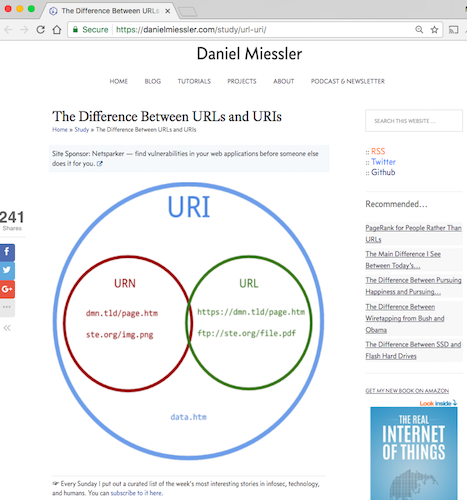 The Difference Between URLs
Secure https://danielmiessler.com/study/url-uri/
Daniel Miessler
HOME BLOG TUTORIALS PROJECTS ABOUT PODCAST & NEWSLETTER
The Difference Between URLs and URIs
Home » Study » The Difference Between URLs and URIs
Site Sponsor: Netsparker — find vulnerabilities in your web applications before someone else
does it for you.
241
Shares
URI
URN
dmn.tld/page.htm
ste.org/img.png
URL
https://dmn.tld/page.htm
ftp://ste.org/file.pdf
data.htm
☞ Every Sunday I put out a curated list of the week's most interesting stories in infosec, technology,
and humans. You can subscribe to it here.
SEARCH THIS WEBSITE …
:: RSS
:: Twitter
:: Github
Recommended…
PageRank for People Rather Than
URLs
The Main Difference I See
Between Today's…
The Difference Between Pursuing
Happiness and Pursuing…
The Difference Between
Wiretapping from Bush and
Obama
The Difference Between SSD and
Flash Hard Drives
GET MY NEW BOOK ON AMAZON
Look inside
THE REAL
INTERNET
OF THINGS